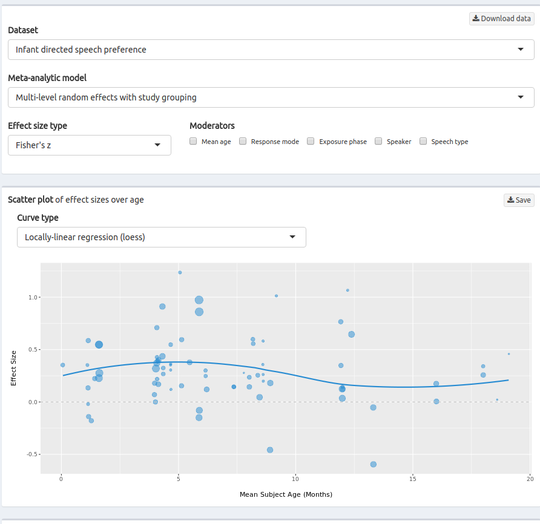 Download data
Dataset
Infant directed speech preference
Meta-analytic model
Multi-level random effects with study grouping
Effect size type
Moderators
Fisher's z
Mean age
Response mode
Exposure phase
Speaker
Speech type
Scatter plot of effect sizes over age
Save
Curve type
Locally-linear regression (loess)
1.0
0.5
0.0
-0.5
Effect Size
0
5
10
15
20
Mean Subject Age (Months)